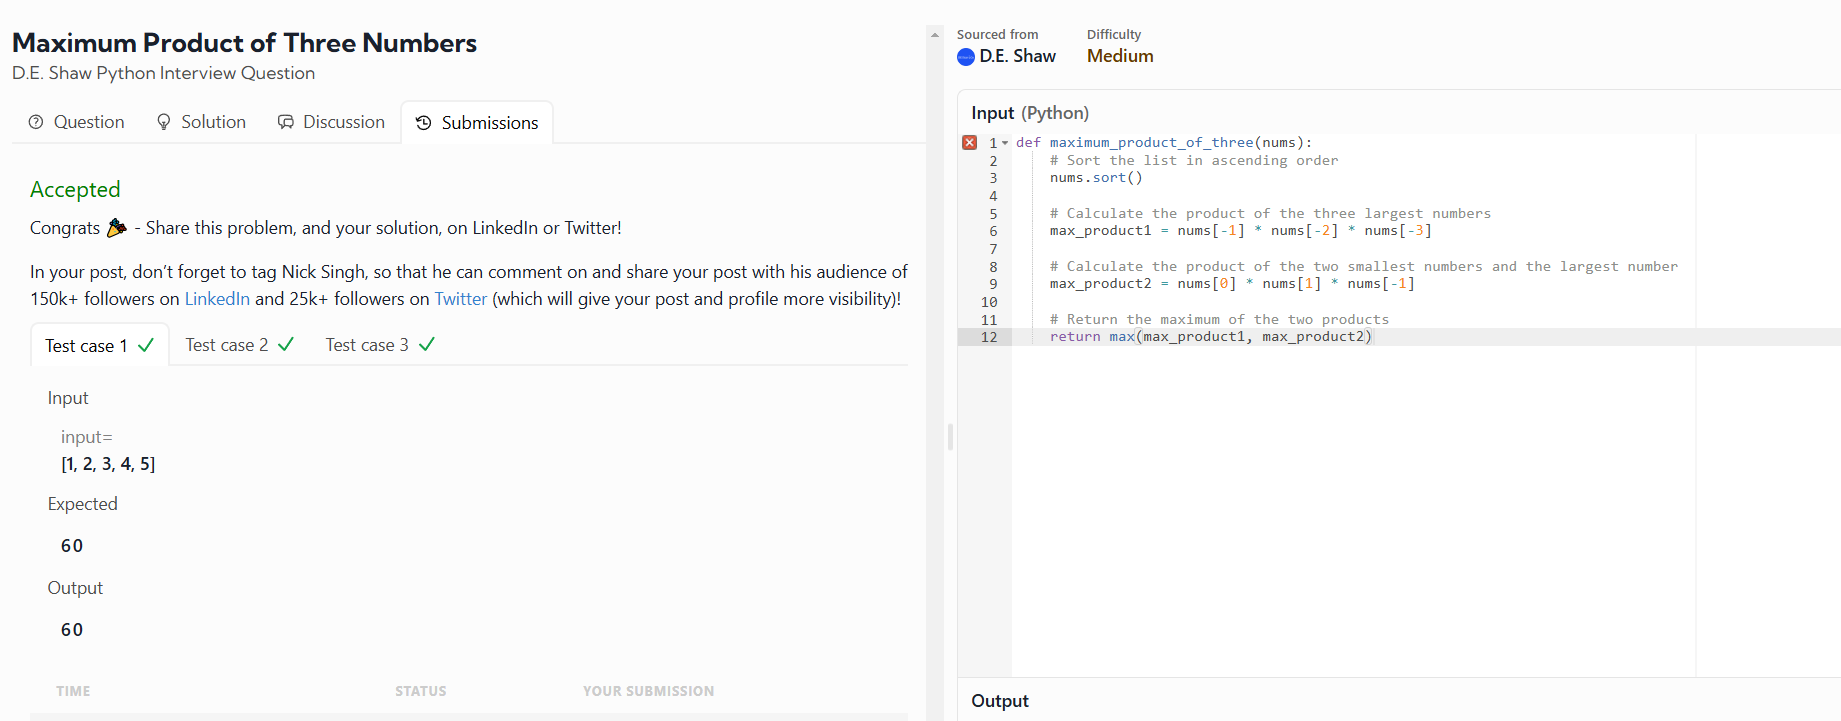 Maximum Product of Three Numbers
D.E. Shaw Python Interview Question
Question
Solution
Discussion
Submissions
Accepted
Congrats 🎉 - Share this problem, and your solution, on LinkedIn or Twitter!
In your post, don’t forget to tag Nick Singh, so that he can comment on and share your post with his audience of
150k+ followers on LinkedIn and 25k+ followers on Twitter (which will give your post and profile more visibility)!
Test case 1
Test case 2
Test case 3
Input
input=
[1, 2, 3, 4, 5]
Expected
60
Output
60
TIME STATUS YOUR SUBMISSION
Sourced from
D.E. Shaw
Difficulty
Medium
Input (Python)
1 def maximum_product_of_three(nums):
2     # Sort the list in ascending order
3     nums.sort()
4
5     # Calculate the product of the three largest numbers
6     max_product1 = nums[-1] * nums[-2] * nums[-3]
7
8     # Calculate the product of the two smallest numbers and the largest number
9     max_product2 = nums[0] * nums[1] * nums[-1]
10
11     # Return the maximum of the two products
12     return max(max_product1, max_product2)
Output